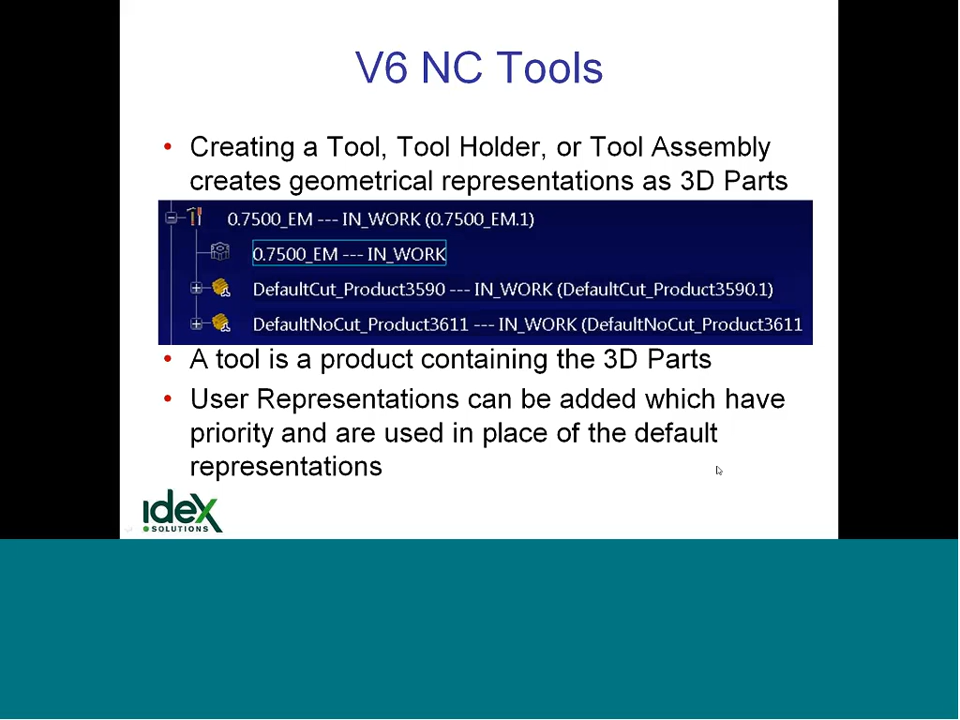 V6 NC Tools
• Creating a Tool, Tool Holder, or Tool Assembly
creates geometrical representations as 3D Parts
0.7500_EM --- IN_WORK (0.7500_EM.1)
0.7500_EM --- IN_WORK
DefaultCut_Product3590 --- IN_WORK (DefaultCut_Product3590.1)
DefaultNoCut_Product3611 --- IN_WORK (DefaultNoCut_Product3611
• A tool is a product containing the 3D Parts
• User Representations can be added which have
priority and are used in place of the default
representations
idex
SOLUTIONS